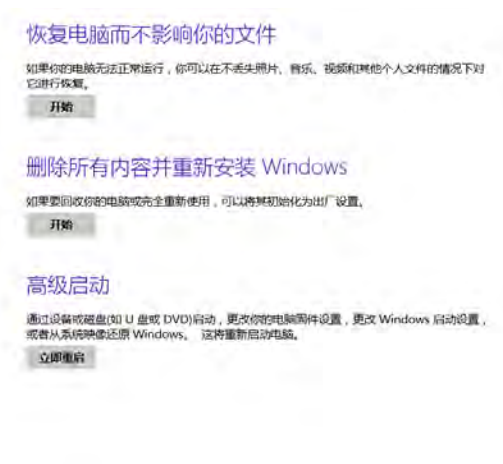 恢复电脑而不影响你的文件
如果你的电脑无法正常运行，你可以在不丢失照片、音乐、视频和其他个人文件的情况下对
它进行恢复。
开始
删除所有内容并重新安装 Windows
如果要回收你的电脑或完全重新使用，可以将其初始化为出厂设置。
开始
高级启动
通过设备或磁盘(如 U 盘或 DVD)启动，更改你的电脑固件设置，更改 Windows 启动设置，
或者从系统映像还原 Windows。 这将重新启动电脑。
立即重启